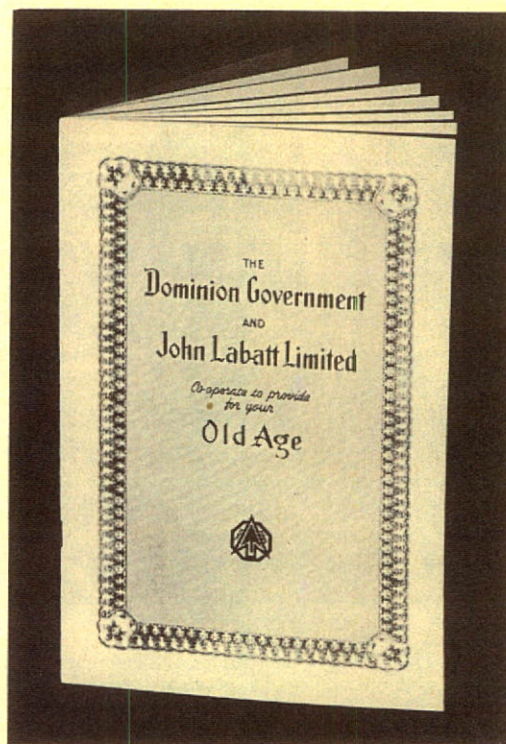 THE
Dominion Government
AND
John Labatt Limited
Co-operate to provide
for your
Old Age